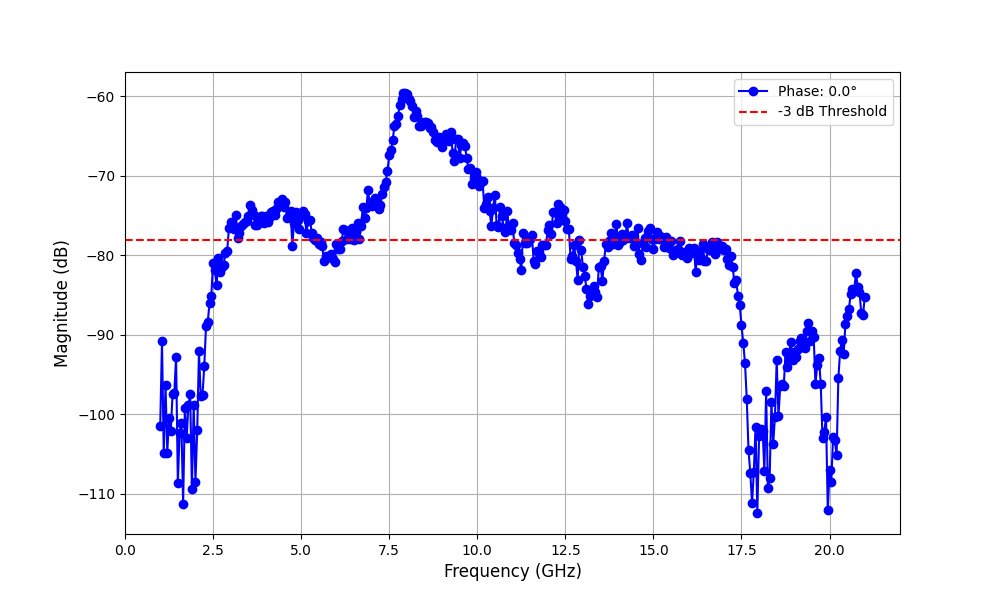 Phase: 0.0°
-3 dB Threshold
Magnitude (dB)
−60
−70
−80
−90
−100
−110
0.0 2.5 5.0 7.5 10.0 12.5 15.0 17.5 20.0
Frequency (GHz)